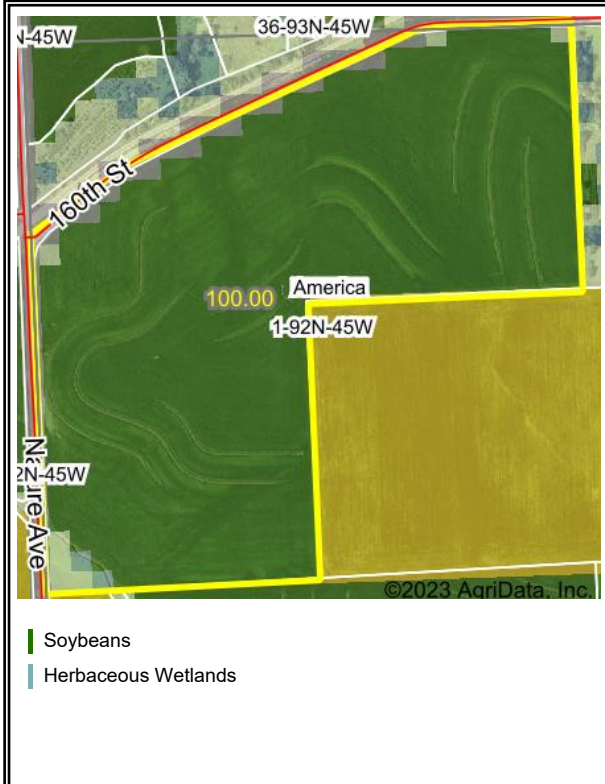 N-45W
36-93N-45W
160th St
100.00
America
1-92N-45W
2N-45W
Nature Ave
©2023 AgriData, Inc.
Soybeans
Herbaceous Wetlands